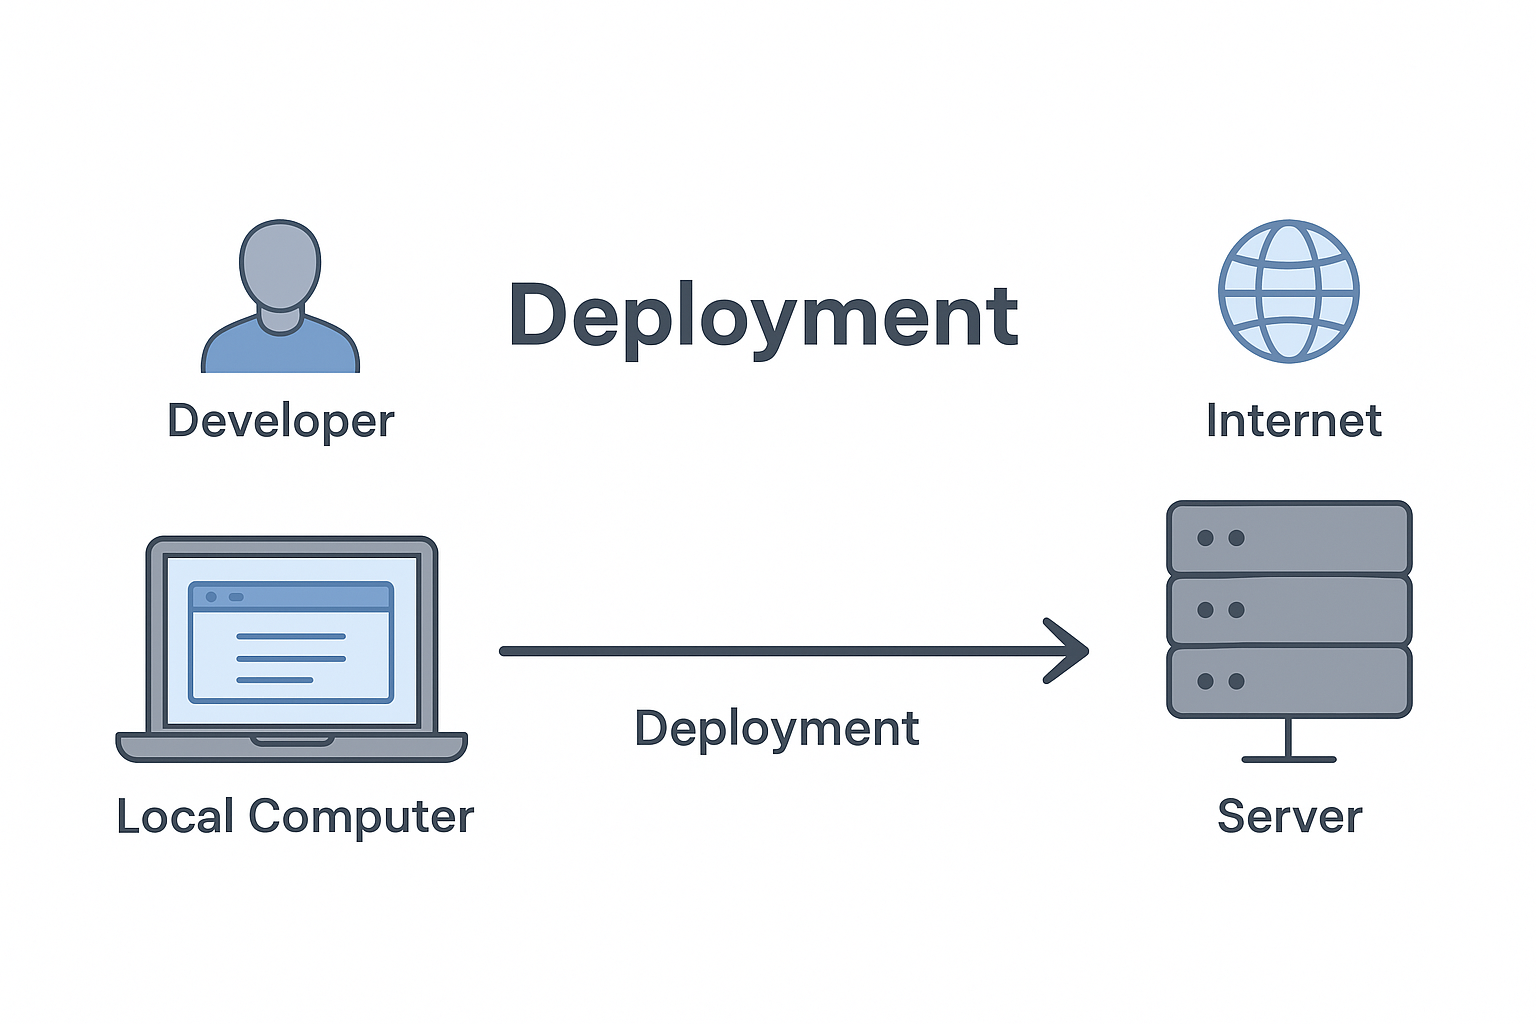 Deployment
Developer
Internet
Deployment
Local Computer
Server